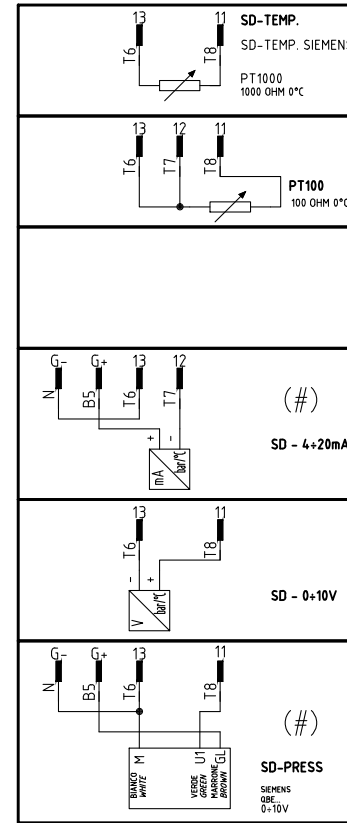 13 11 SD-TEMP.
T6 T8 SD-TEMP. SIEMENS
PT1000
1000 OHM 0°C
13 12 11
T6 T7 T8
PT100
100 OHM 0°C
G- G+ 13 12
N B5 T6 T7
(#)
+ -
mA bar/°C
SD - 4÷20mA
13 11
T6 T8
- +
V bar/°C
SD - 0÷10V
G- G+ 13 11
N B5 T6 T8
(#)
M U1 GL
BIANCO VERDE MARRONE
WHITE GREEN BROWN
SD-PRESS
SIEMENS
QBE...
0÷10V